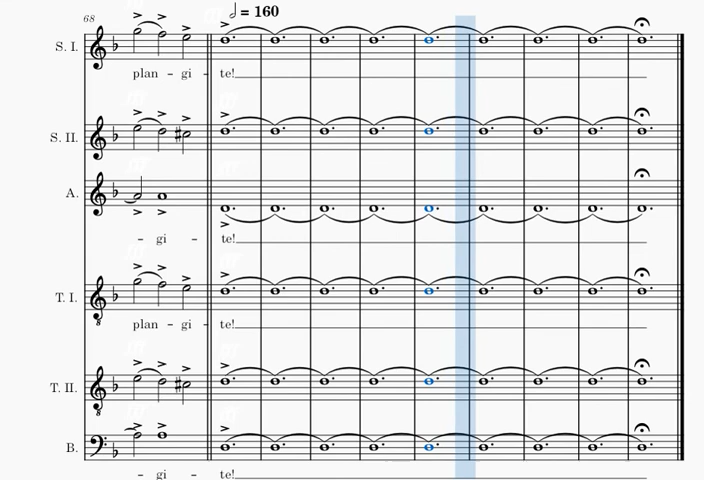 68
𝅗𝅥 = 160
S. I.
plan - gi - te!
S. II.
A.
- gi - te!
T. I.
plan - gi - te!
T. II.
B.
- gi - te!